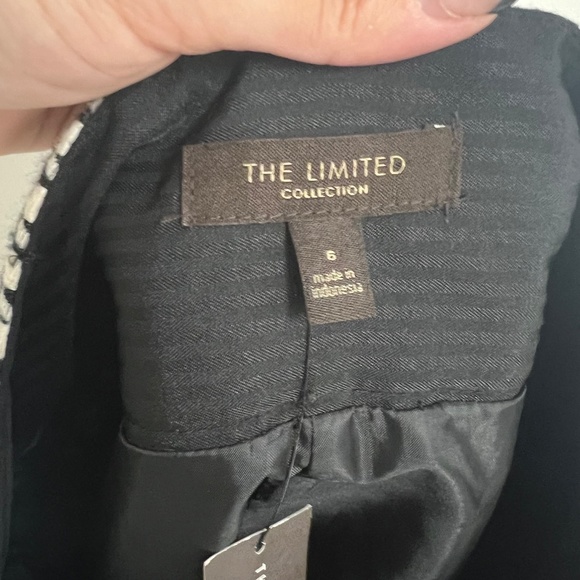 THE LIMITED
COLLECTION
6
made in
indonesia